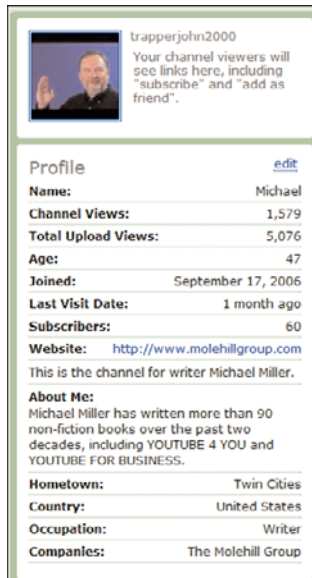 trapperjohn2000
Your channel viewers will
see links here, including
"subscribe" and "add as
friend".
Profile edit
Name: Michael
Channel Views: 1,579
Total Upload Views: 5,076
Age: 47
Joined: September 17, 2006
Last Visit Date: 1 month ago
Subscribers: 60
Website: http://www.molehillgroup.com
This is the channel for writer Michael Miller.
About Me:
Michael Miller has written more than 90
non-fiction books over the past two
decades, including YOUTUBE 4 YOU and
YOUTUBE FOR BUSINESS.
Hometown: Twin Cities
Country: United States
Occupation: Writer
Companies: The Molehill Group